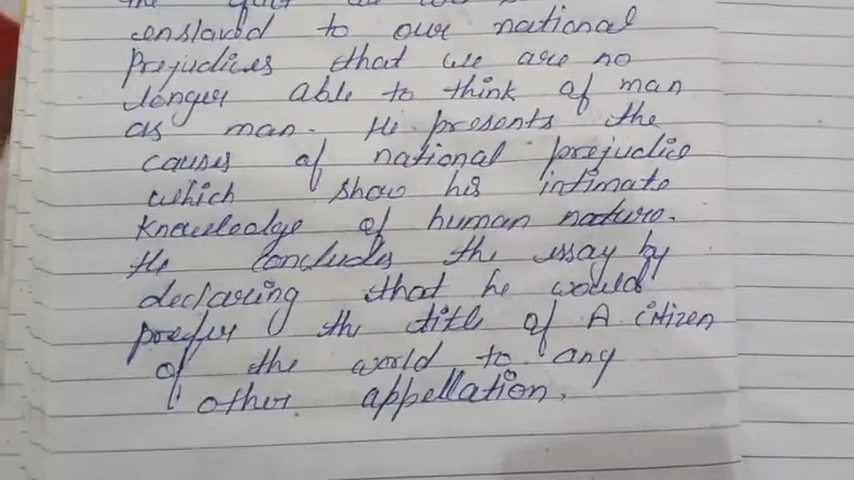 enslaved to our national
prejudices that we are no
longer able to think of man
as man. He presents the
causes of national prejudice
which show his intimate
knowledge of human nature.
He concludes the essay by
declaring that he would
prefer the title of A citizen
of the world to any
other appellation.